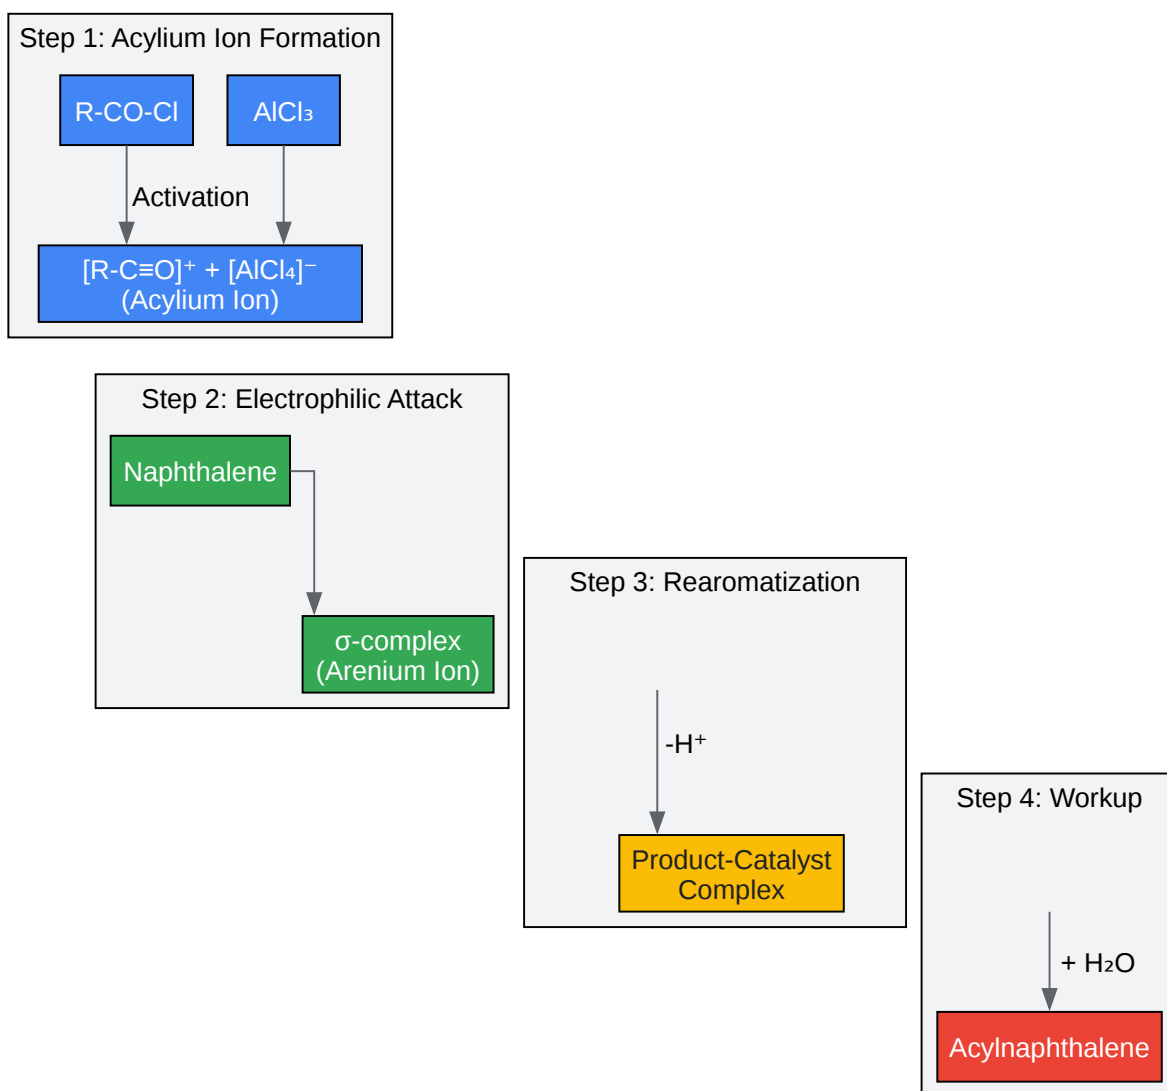 Step 1: Acylium Ion Formation
R-CO-Cl
AlCl₃
Activation
[R-C≡O]⁺ + [AlCl₄]⁻
(Acylium Ion)
Step 2: Electrophilic Attack
Naphthalene
σ-complex
(Arenium Ion)
Step 3: Rearomatization
-H⁺
Product-Catalyst
Complex
Step 4: Workup
+ H₂O
Acylnaphthalene